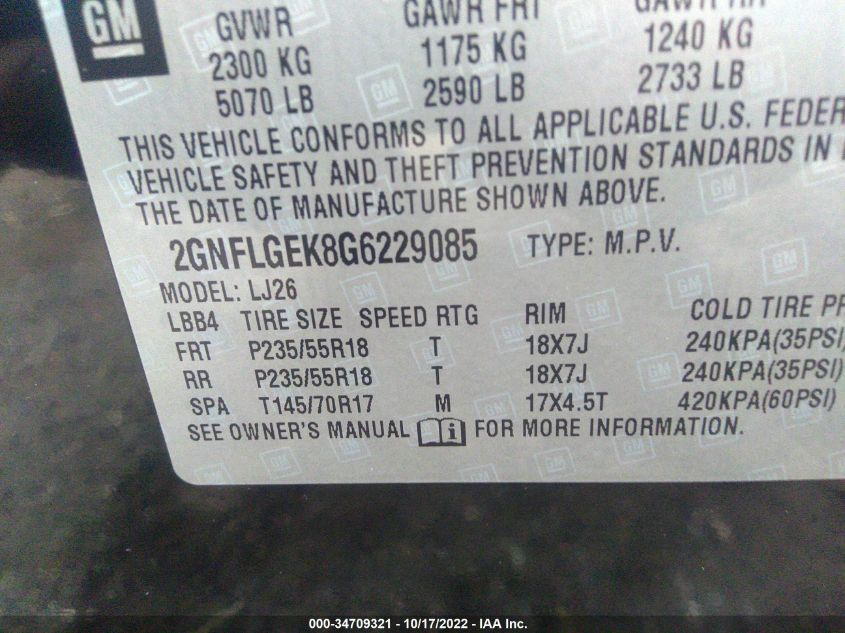 GM
GVWR GAWR FRT GAWR RR
2300 KG 1175 KG 1240 KG
5070 LB 2590 LB 2733 LB
THIS VEHICLE CONFORMS TO ALL APPLICABLE U.S. FEDER
VEHICLE SAFETY AND THEFT PREVENTION STANDARDS IN
THE DATE OF MANUFACTURE SHOWN ABOVE.
2GNFLGEK8G6229085 TYPE: M.P.V.
MODEL: LJ26
LBB4 TIRE SIZE SPEED RTG RIM COLD TIRE PR
FRT P235/55R18 T 18X7J 240KPA(35PSI)
RR P235/55R18 T 18X7J 240KPA(35PSI)
SPA T145/70R17 M 17X4.5T 420KPA(60PSI)
SEE OWNER'S MANUAL i FOR MORE INFORMATION.
000-34709321 - 10/17/2022 - IAA Inc.